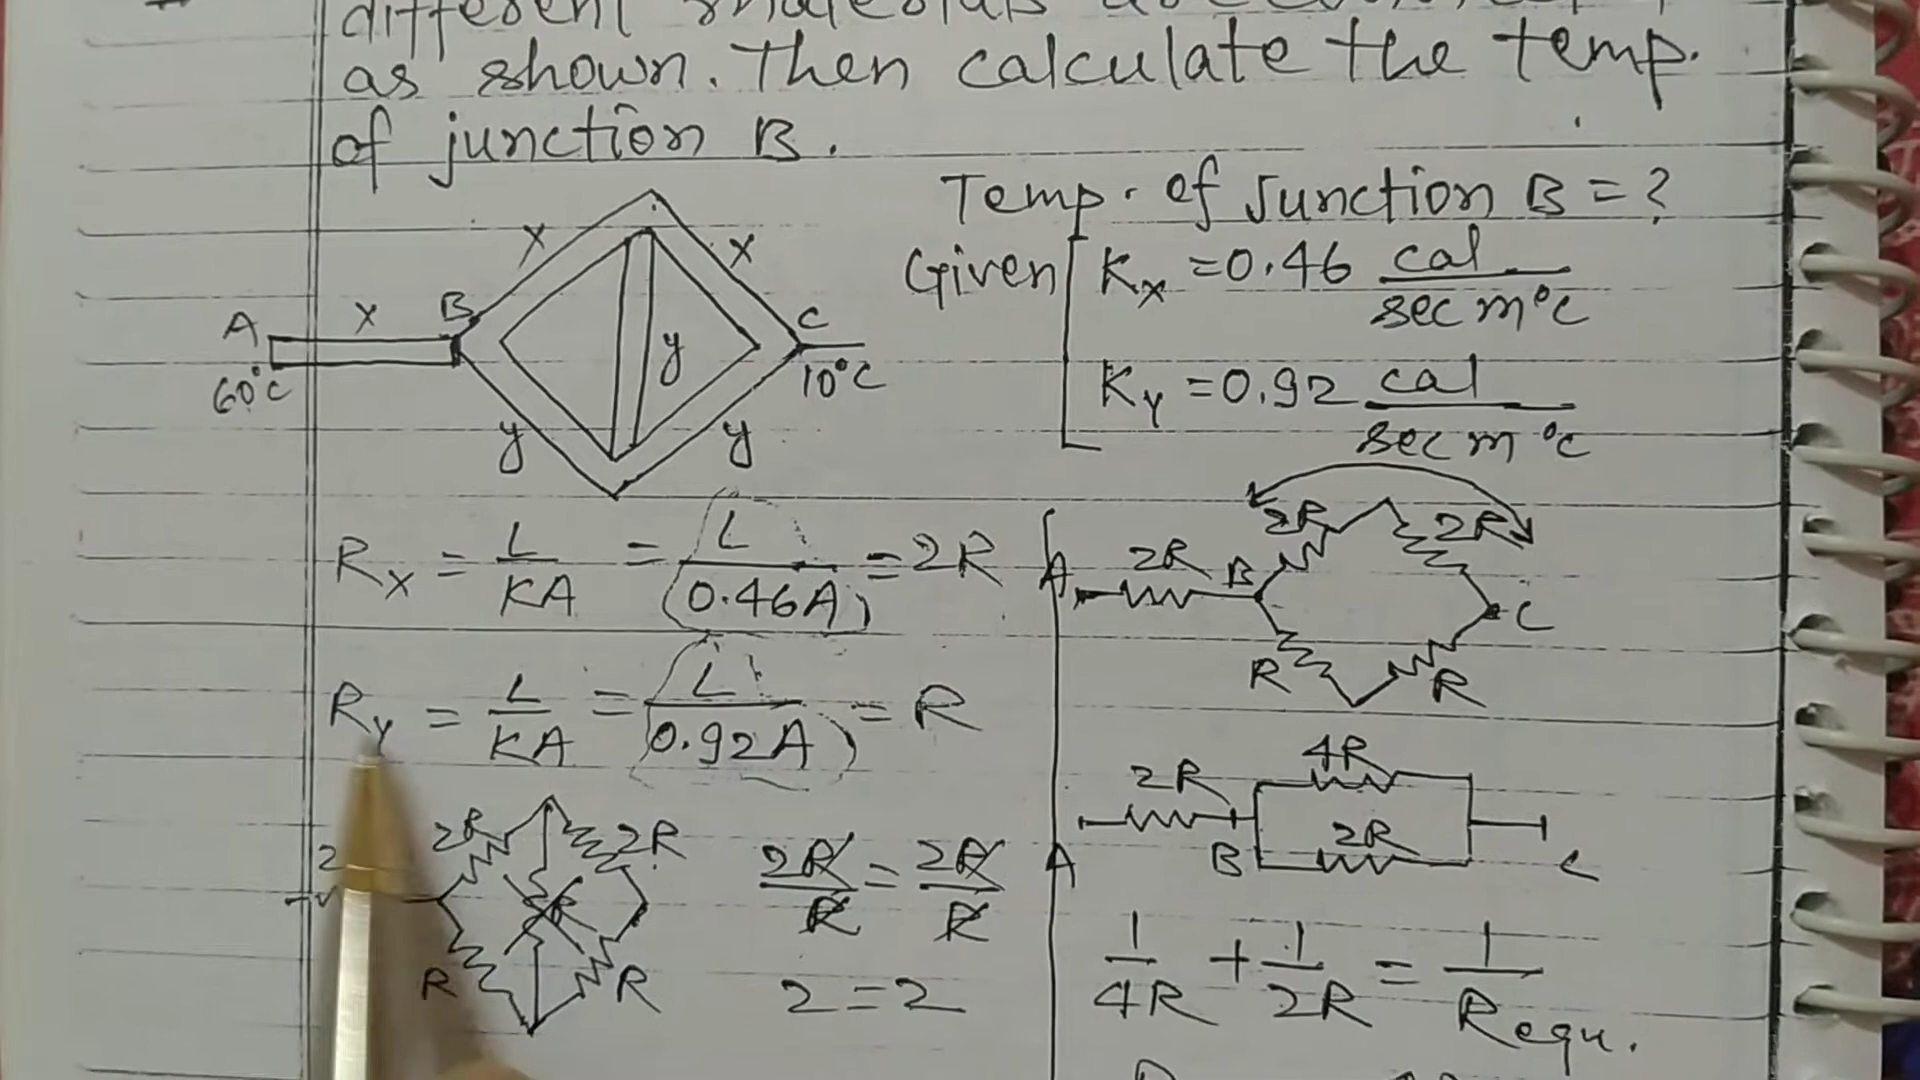 different
as shown. Then calculate the temp.
of junction B.
Temp. of Junction B = ?
Given
Kx = 0.46 cal / sec m°C
Ky = 0.92 cal / sec m°C
A x B x x C
60°C y 10°C
y y
Rx = L/KA = L/(0.46A) = 2R
Ry = L/KA = L/(0.92A) = R
2R 2R
2 R
R R
2R/R = 2R/R
2 = 2
2R 2R
A 2R B C
R R
4R
2R 2R
A B C
1/4R + 1/2R = 1/Requ.